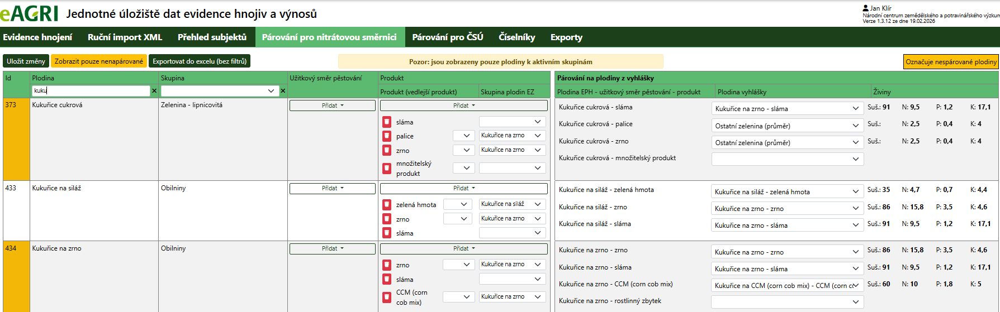 eAGRI Jednotné úložiště dat evidence hnojiv a výnosů
Jan Klír
Národní centrum zemědělského a potravinářského výzkum
Verze 1.3.12 ze dne 19.02.2026
Evidence hnojení Ruční import XML Přehled subjektů Párování pro nitrátovou směrnici Párování pro ČSÚ Číselníky Exporty
Uložit změny Zobrazit pouze nenapárované Exportovat do excelu (bez filtrů) Pozor: jsou zobrazeny pouze plodiny k aktivním skupinám Označuje nespárované plodiny
Id Plodina Skupina Užitkový směr pěstování Produkt Párování na plodiny z vyhlášky
kuku × × Produkt (vedlejší produkt) Skupina plodin EZ Plodina EPH - užitkový směr pěstování - produkt Plodina vyhlášky Živiny
373 Kukuřice cukrová Zelenina - lipnicovitá Přidat Přidat Kukuřice cukrová - sláma Kukuřice na zrno - sláma Suš.: 91 N: 9,5 P: 1,2 K: 17,1
sláma Kukuřice cukrová - palice Ostatní zelenina (průměr) Suš.: N: 2,5 P: 0,4 K: 4
palice Kukuřice na zrno Kukuřice cukrová - zrno Ostatní zelenina (průměr) Suš.: N: 2,5 P: 0,4 K: 4
zrno Kukuřice na zrno Kukuřice cukrová - množitelský produkt
množitelský
produkt
433 Kukuřice na siláž Obilniny Přidat Přidat Kukuřice na siláž - zelená hmota Kukuřice na siláž - zelená hmota Suš.: 35 N: 4,7 P: 0,7 K: 4,4
zelená hmota Kukuřice na siláž Kukuřice na siláž - zrno Kukuřice na zrno - zrno Suš.: 86 N: 15,8 P: 3,5 K: 4,6
zrno Kukuřice na zrno Kukuřice na siláž - sláma Kukuřice na zrno - sláma Suš.: 91 N: 9,5 P: 1,2 K: 17,1
sláma
434 Kukuřice na zrno Obilniny Přidat Přidat Kukuřice na zrno - zrno Kukuřice na zrno - zrno Suš.: 86 N: 15,8 P: 3,5 K: 4,6
zrno Kukuřice na zrno Kukuřice na zrno - sláma Kukuřice na zrno - sláma Suš.: 91 N: 9,5 P: 1,2 K: 17,1
sláma Kukuřice na zrno - CCM (corn cob mix) Kukuřice na CCM (corn cob mix) - CCM (corn Suš.: 60 N: 10 P: 1,8 K: 5
CCM (corn
cob mix) Kukuřice na zrno Kukuřice na zrno - rostlinný zbytek